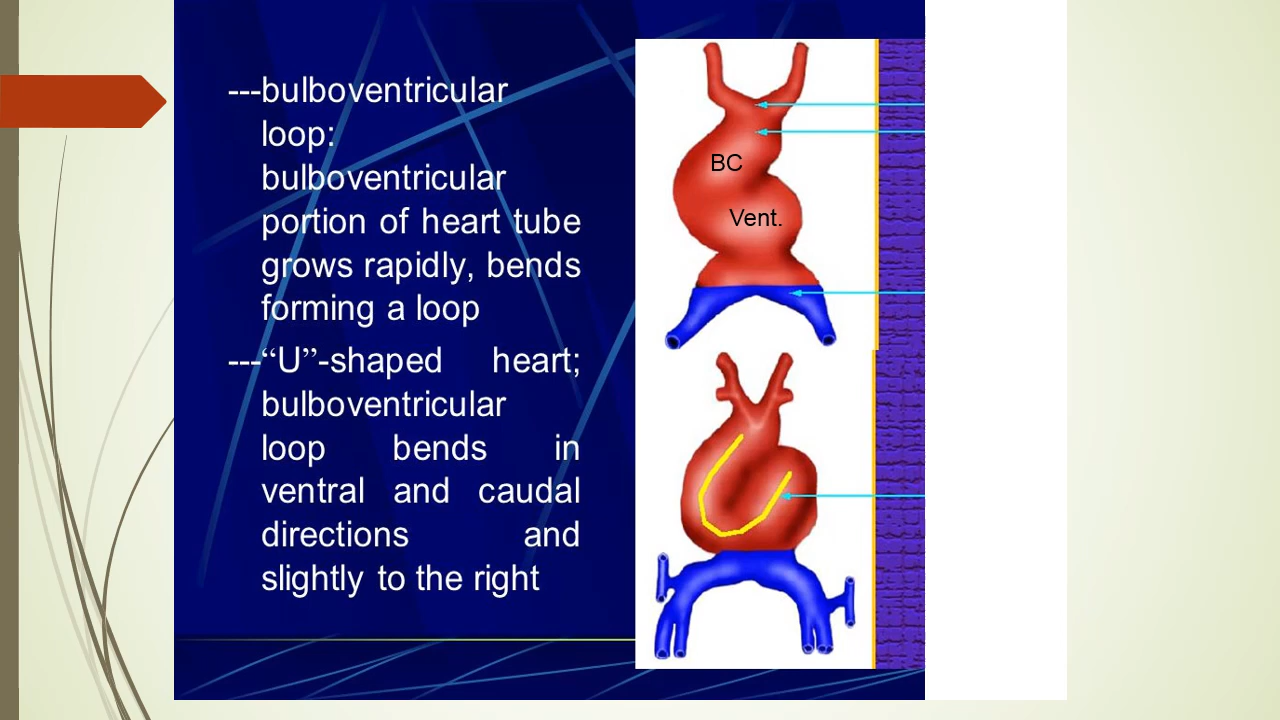 ---bulboventricular
loop:
bulboventricular
portion of heart tube
grows rapidly, bends
forming a loop
---“U”-shaped heart;
bulboventricular
loop bends in
ventral and caudal
directions and
slightly to the right
BC
Vent.